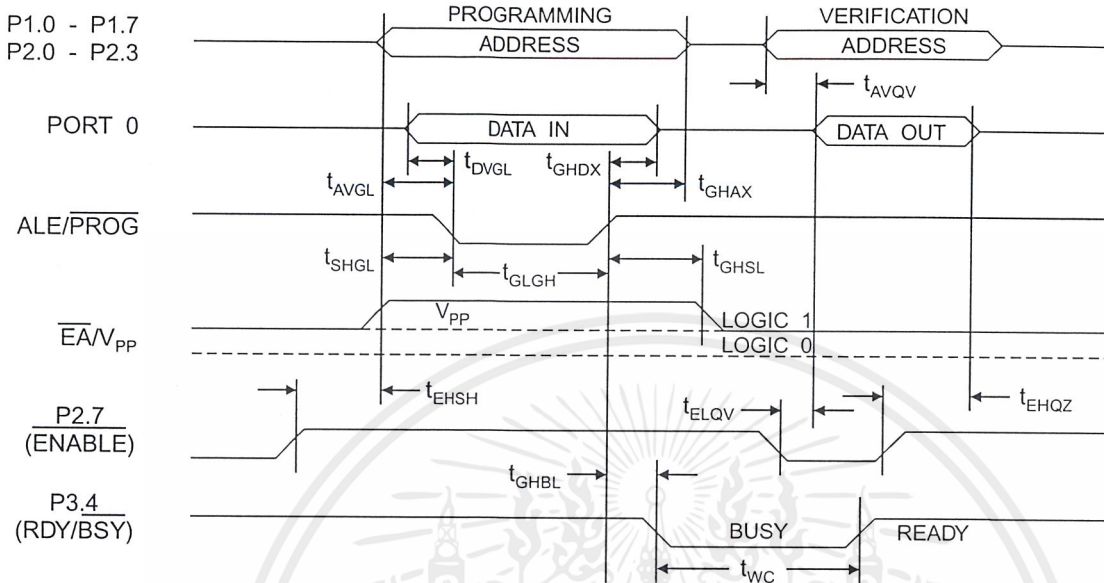 PROGRAMMING
VERIFICATION
P1.0 - P1.7
P2.0 - P2.3
ADDRESS
ADDRESS
tAVQV
PORT 0
DATA IN
DATA OUT
tDVGL
tGHDX
tAVGL
tGHAX
ALE/PROG
tSHGL
tGLGH
tGHSL
EA/VPP
VPP
LOGIC 1
LOGIC 0
tEHSH
tELQV
tEHQZ
P2.7
(ENABLE)
tGHBL
P3.4
(RDY/BSY)
BUSY
READY
tWC